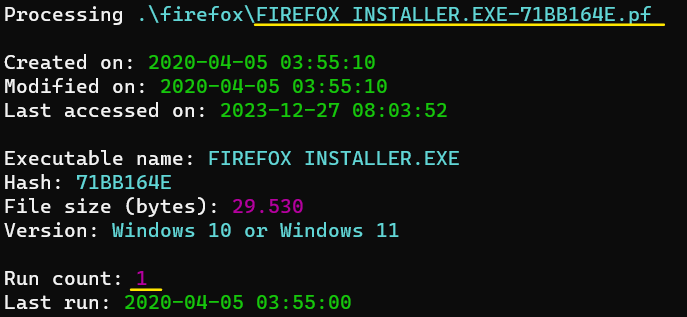 Processing .\firefox\FIREFOX INSTALLER.EXE-71BB164E.pf
Created on: 2020-04-05 03:55:10
Modified on: 2020-04-05 03:55:10
Last accessed on: 2023-12-27 08:03:52
Executable name: FIREFOX INSTALLER.EXE
Hash: 71BB164E
File size (bytes): 29.530
Version: Windows 10 or Windows 11
Run count: 1
Last run: 2020-04-05 03:55:00